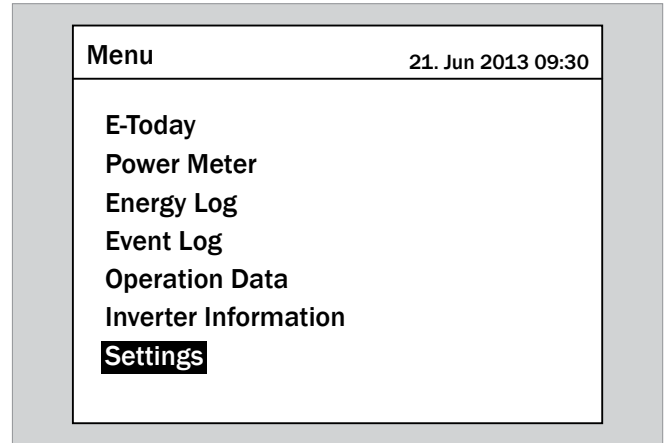 Menu 21. Jun 2013 09:30
E-Today
Power Meter
Energy Log
Event Log
Operation Data
Inverter Information
Settings